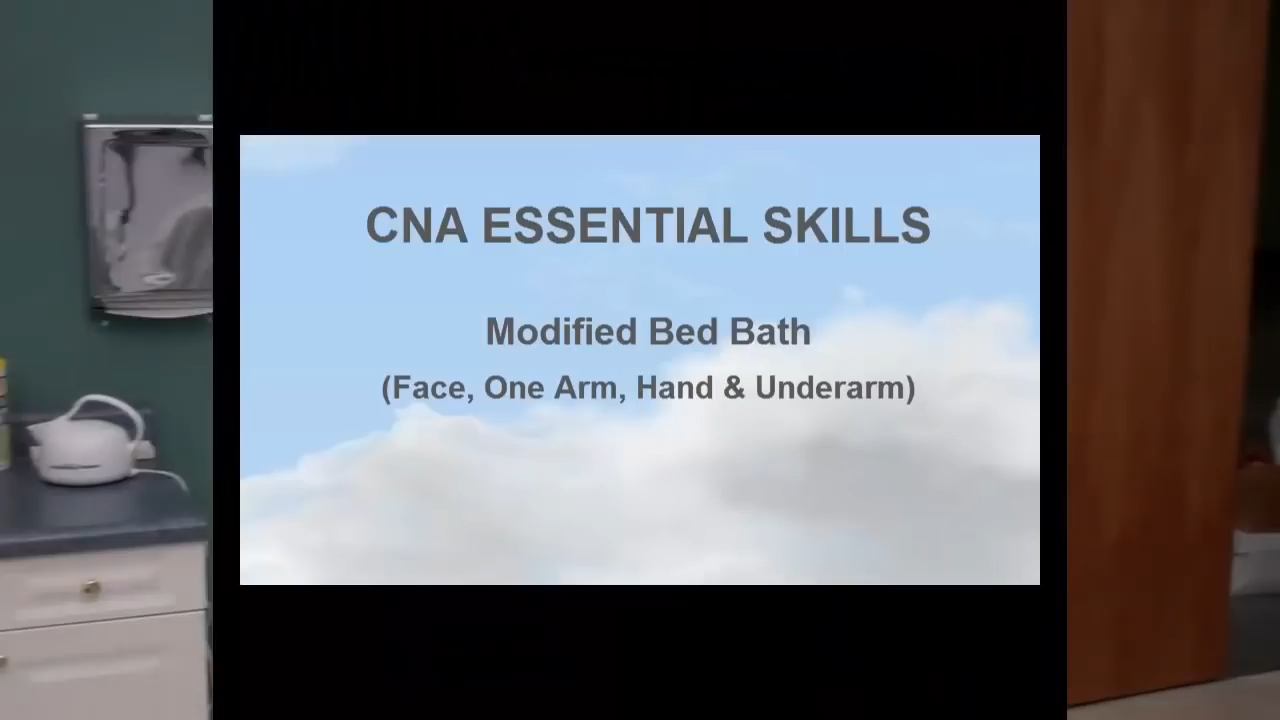 CNA ESSENTIAL SKILLS
Modified Bed Bath
(Face, One Arm, Hand & Underarm)